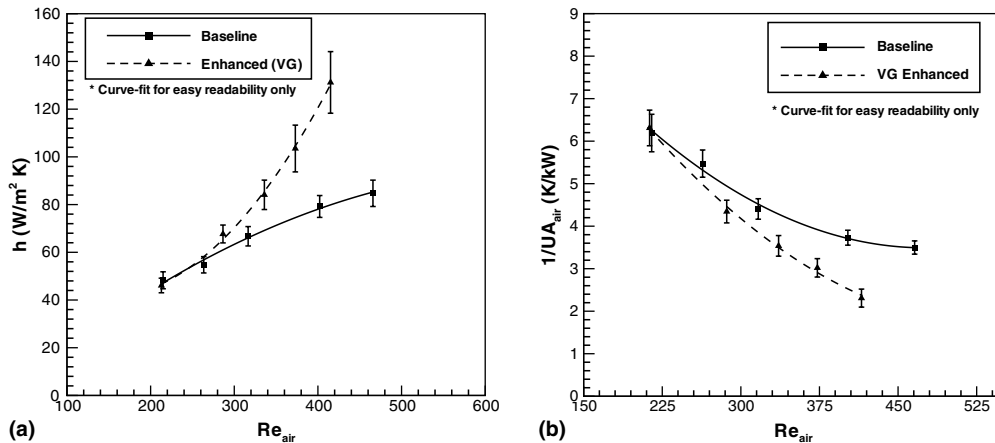 160
140
120
100
80
60
40
20
0
h (W/m² K)
Baseline
Enhanced (VG)
* Curve-fit for easy readability only
100 200 300 400 500 600
(a)
Re_air
9
8
7
6
5
4
3
2
1
0
1/UA_air (K/kW)
Baseline
VG Enhanced
* Curve-fit for easy readability only
150 225 300 375 450 525
(b)
Re_air